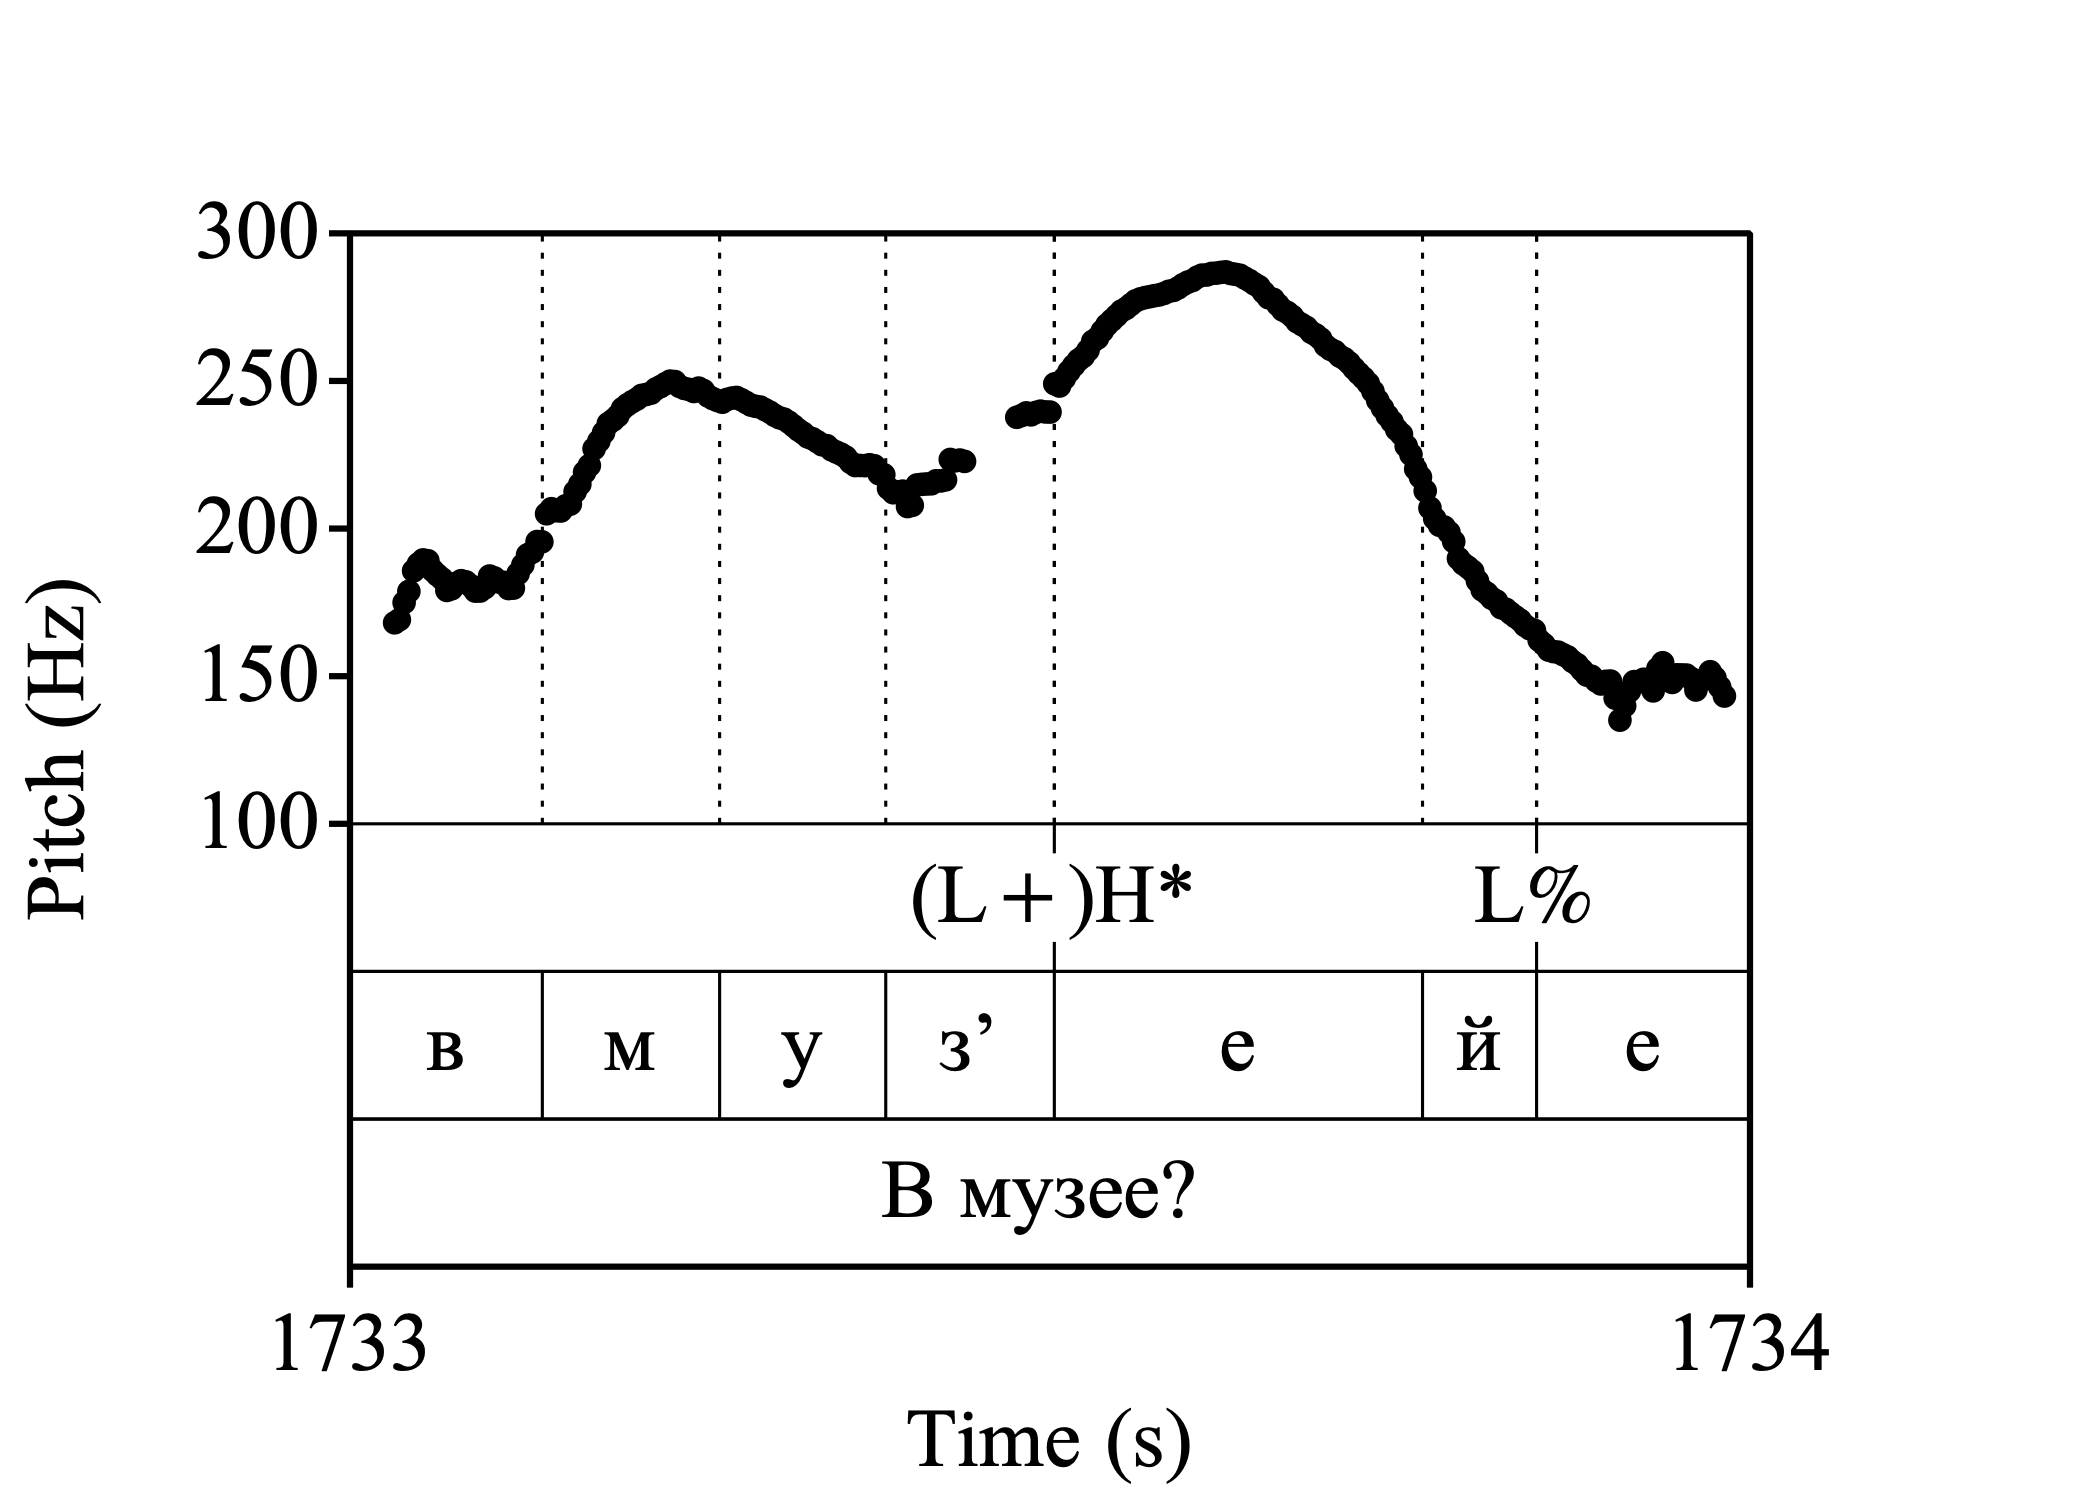 300
250
200
150
100
Pitch (Hz)
(L+)H* L%
в м у з’ е й е
В музее?
1733 1734
Time (s)